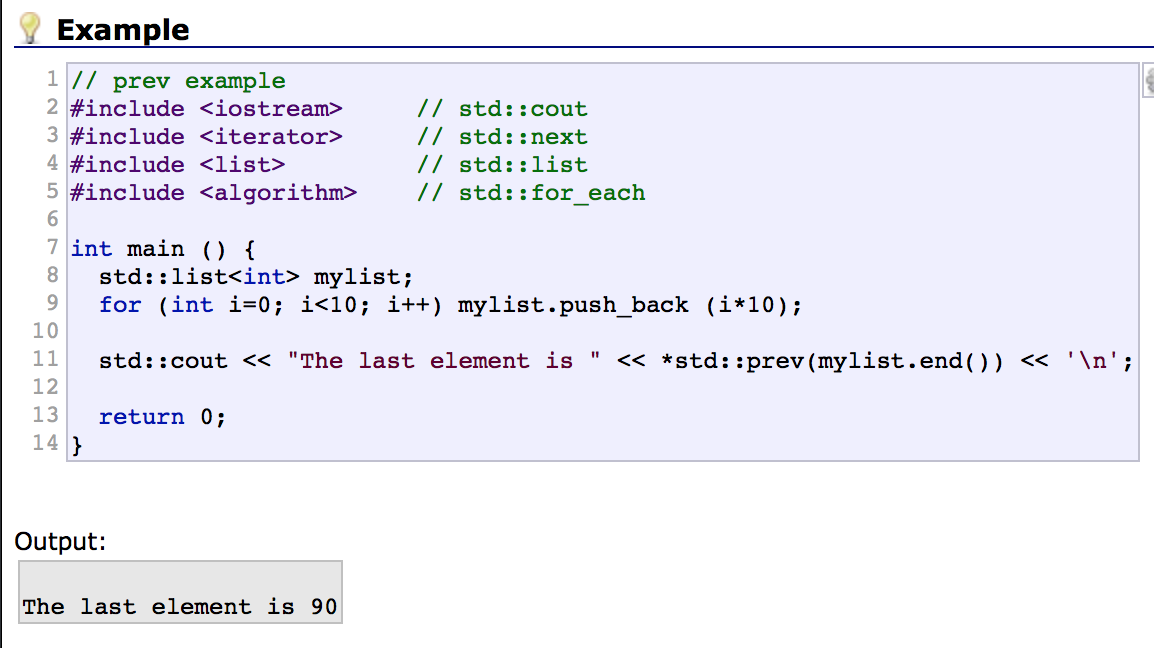 Example
1 // prev example
2 #include <iostream>     // std::cout
3 #include <iterator>     // std::next
4 #include <list>         // std::list
5 #include <algorithm>    // std::for_each
6
7 int main () {
8   std::list<int> mylist;
9   for (int i=0; i<10; i++) mylist.push_back (i*10);
10
11   std::cout << "The last element is " << *std::prev(mylist.end()) << '\n';
12
13   return 0;
14 }
Output:
The last element is 90